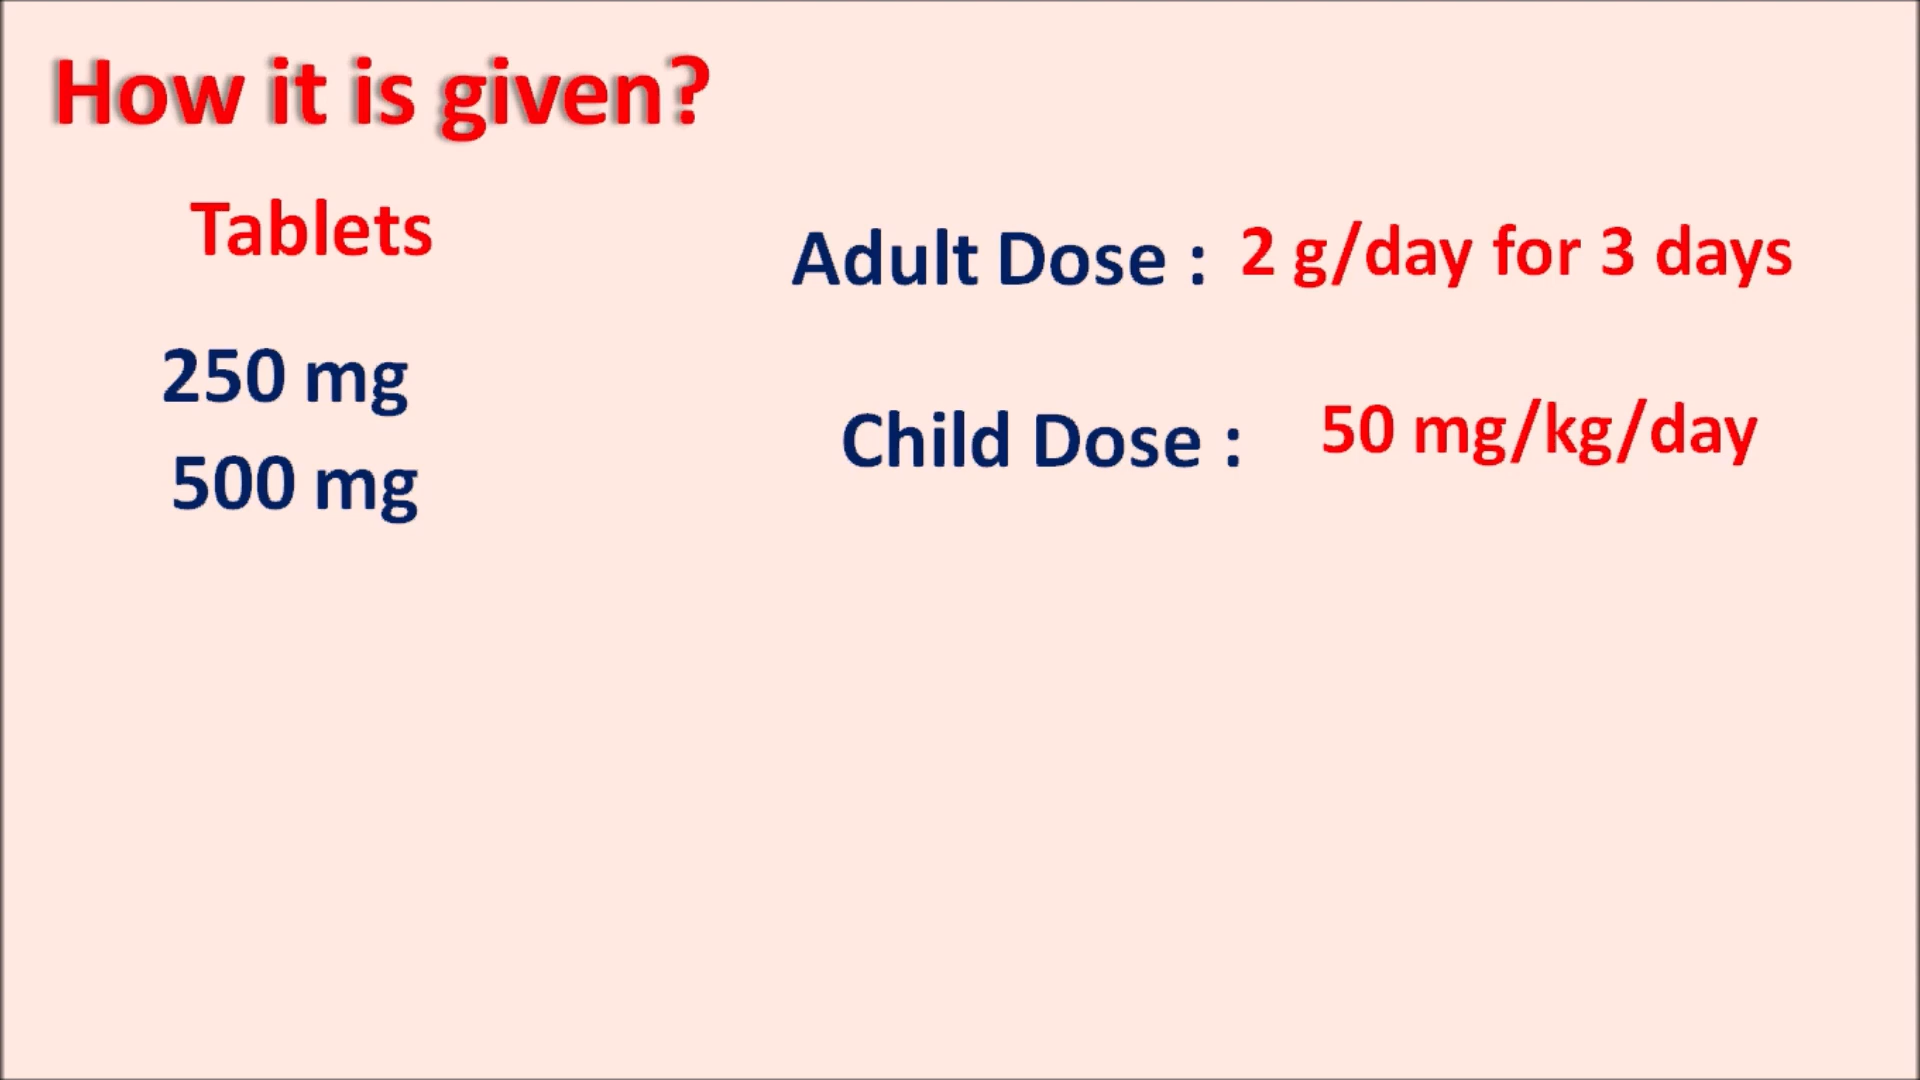 How it is given?
Tablets
250 mg
500 mg
Adult Dose : 2 g/day for 3 days
Child Dose : 50 mg/kg/day